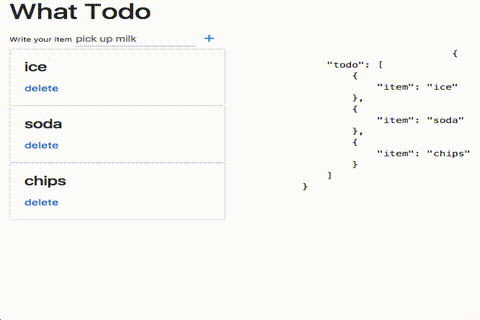 What Todo
Write your item pick up milk +
ice
delete
soda
delete
chips
delete
{
"todo": [
{
"item": "ice"
},
{
"item": "soda"
},
{
"item": "chips"
}
]
}